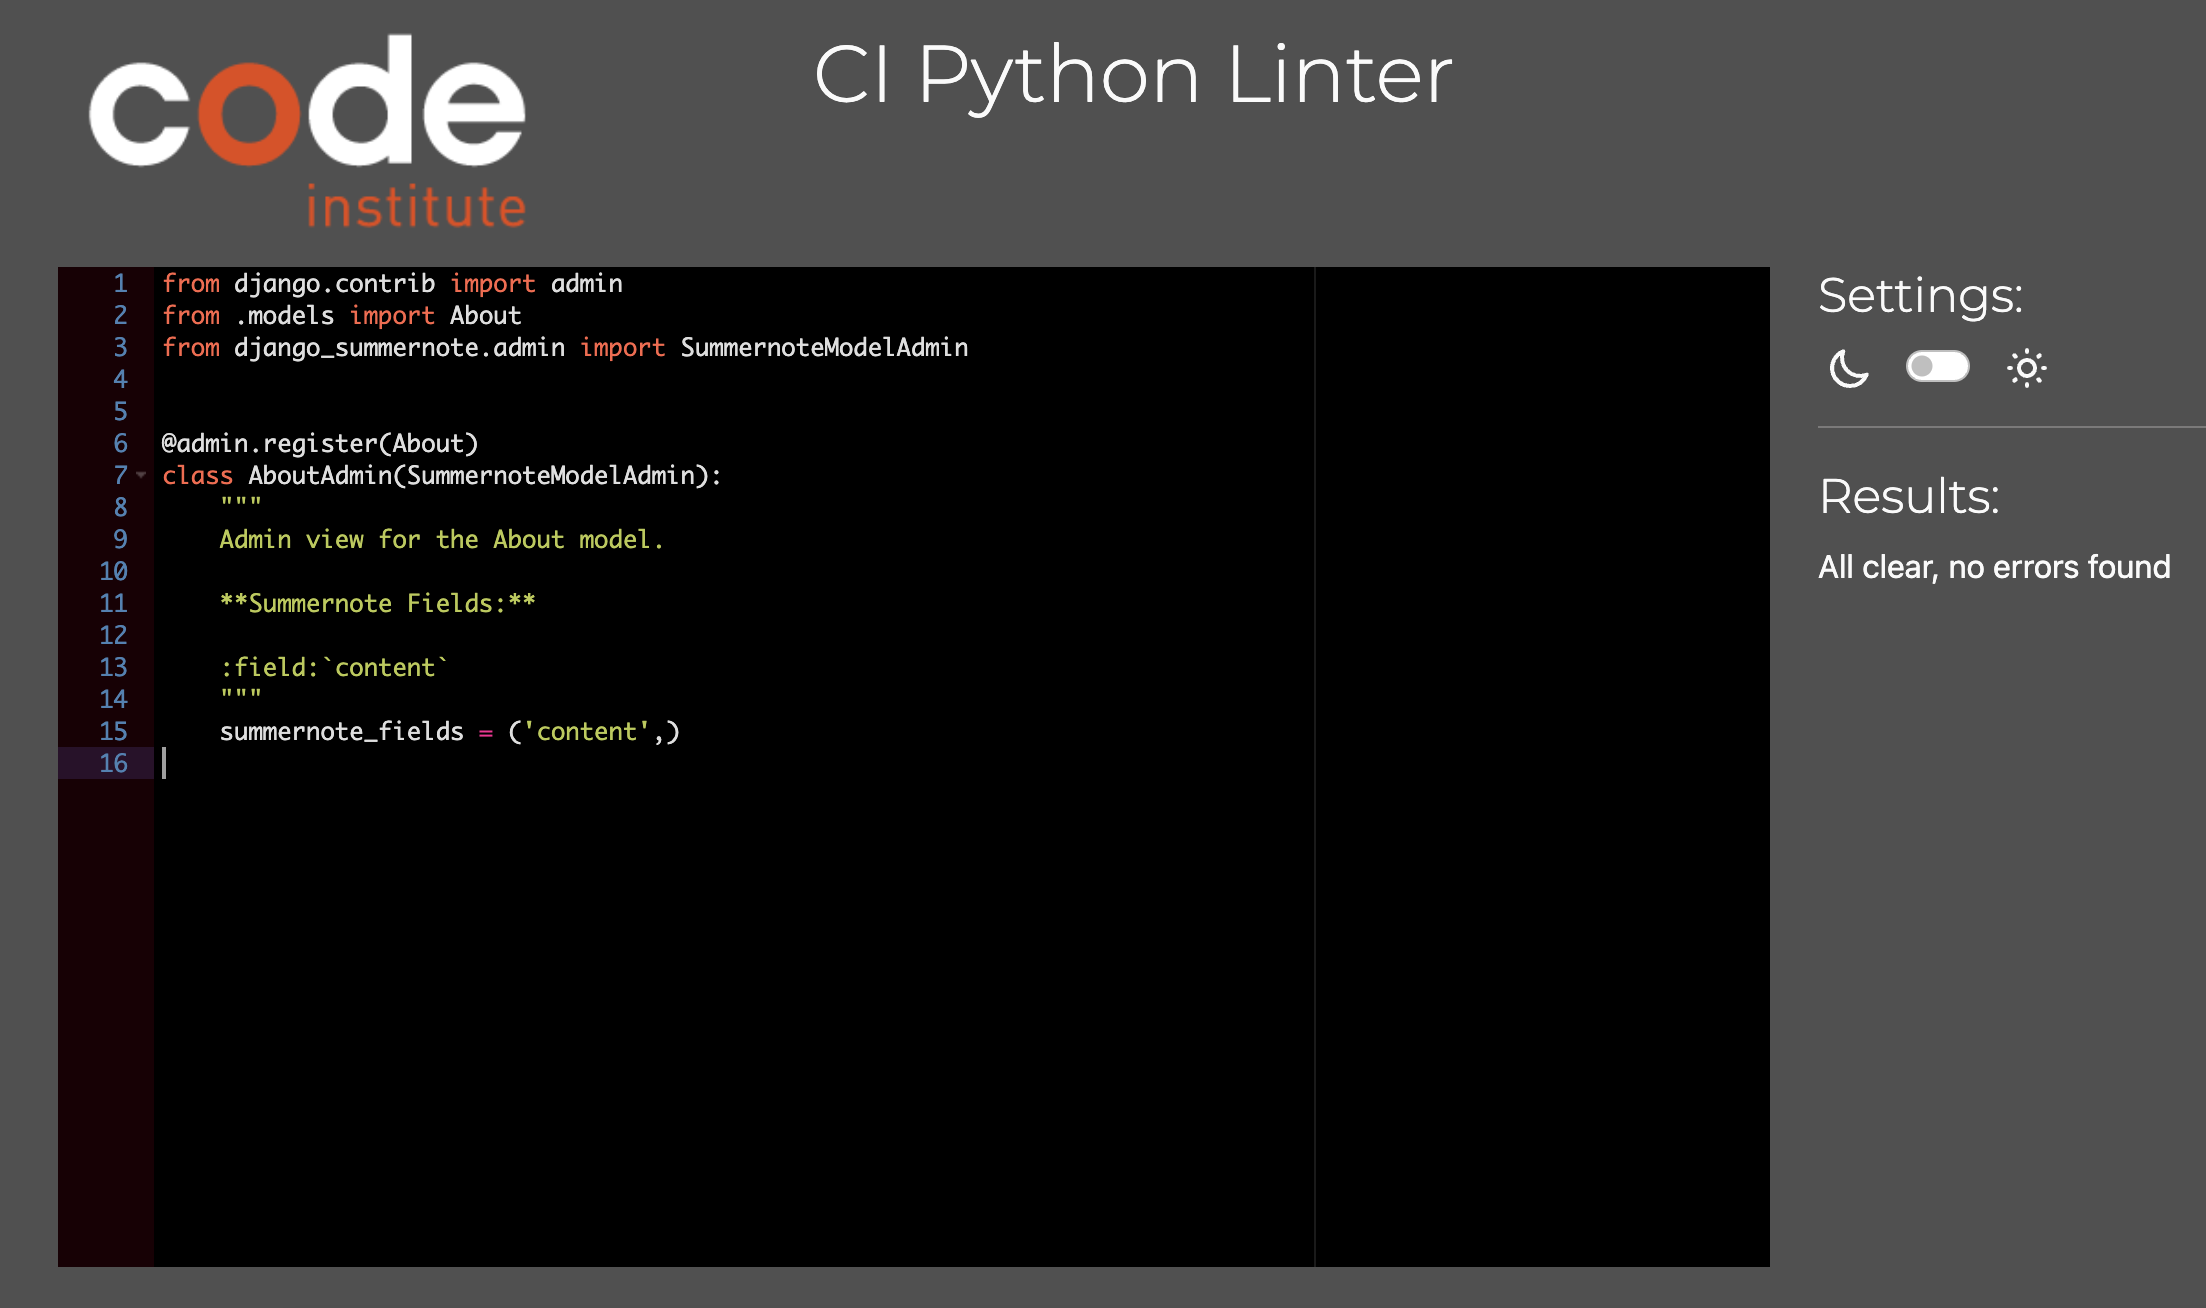 code
institute
CI Python Linter
1 from django.contrib import admin
2 from .models import About
3 from django_summernote.admin import SummernoteModelAdmin
4
5
6 @admin.register(About)
7 class AboutAdmin(SummernoteModelAdmin):
8     """
9     Admin view for the About model.
10
11     **Summernote Fields:**
12
13     :field:`content`
14     """
15     summernote_fields = ('content',)
16
Settings:
Results:
All clear, no errors found